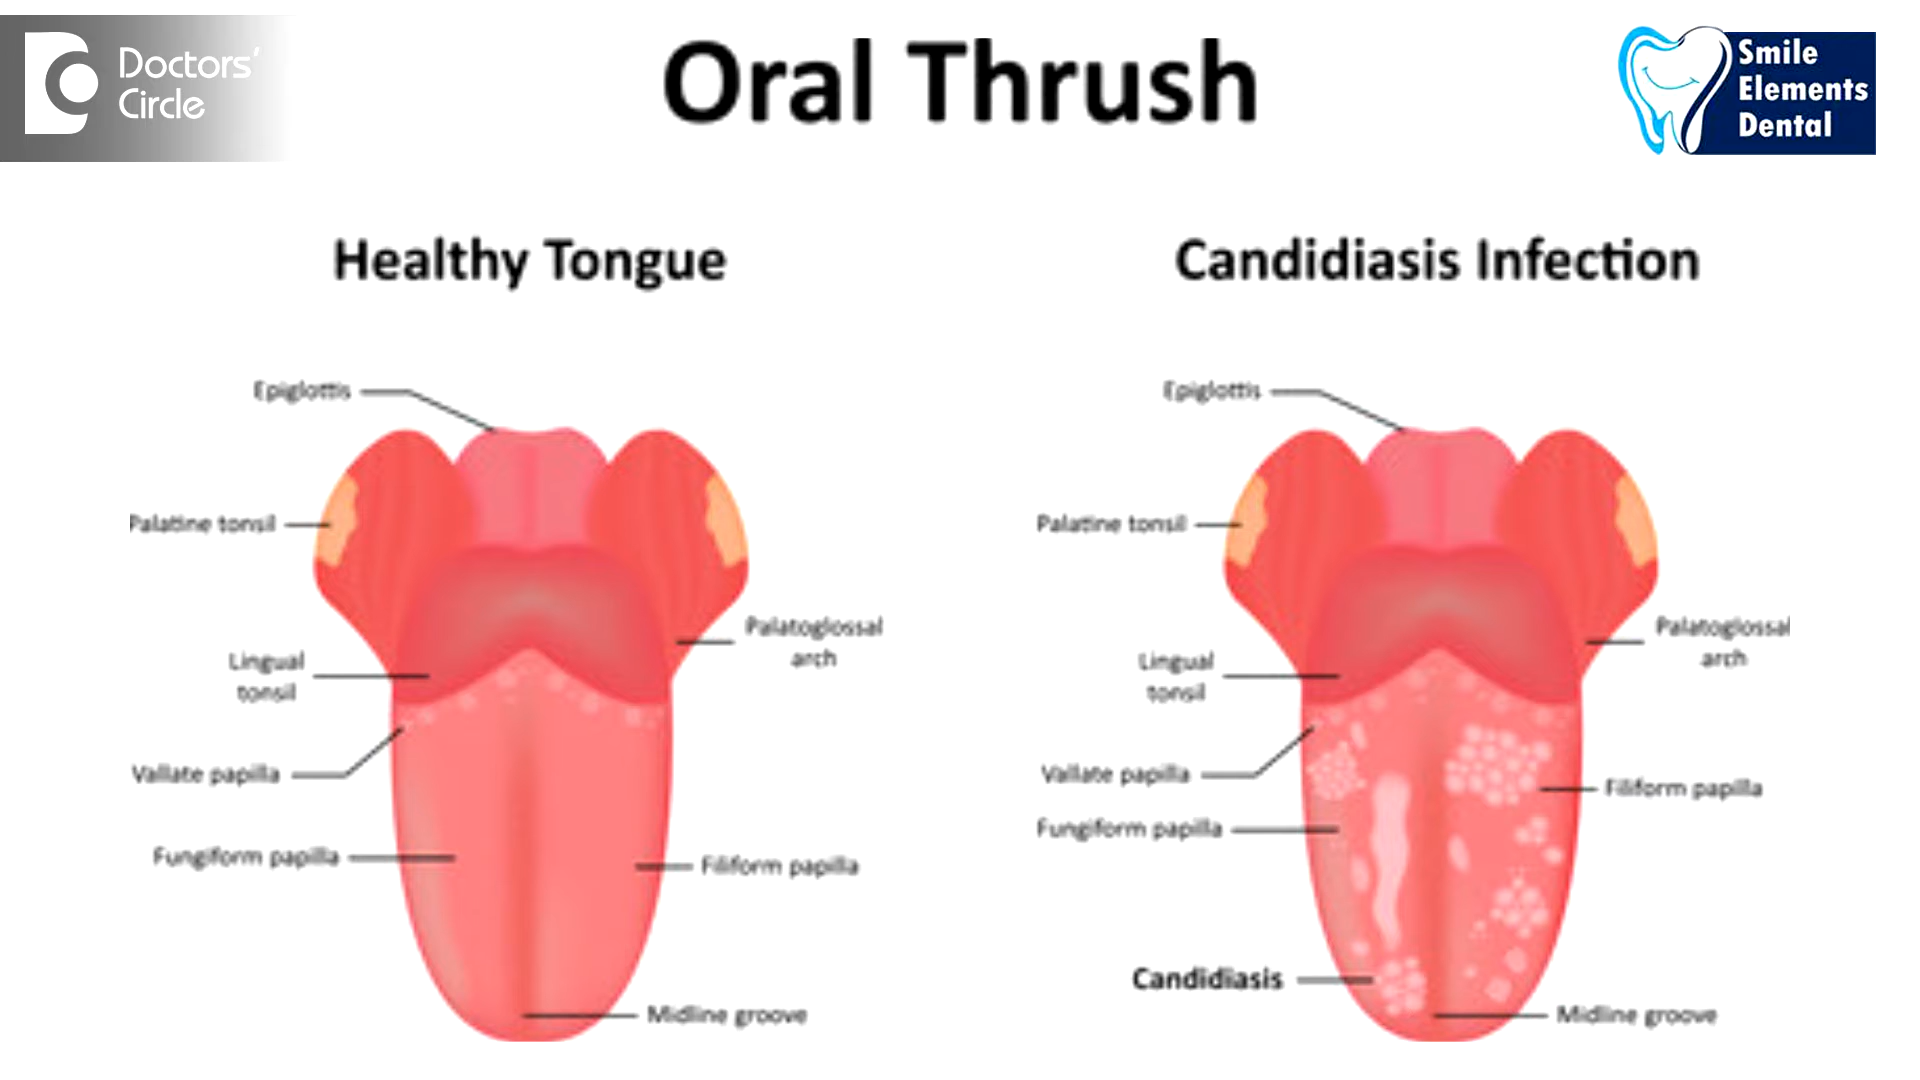 Doctors'
Circle
Oral Thrush
Smile
Elements
Dental
Healthy Tongue
Epiglottis
Palatine tonsil
Palatoglossal
arch
Lingual
tonsil
Vallate papilla
Fungiform papilla
Filiform papilla
Midline groove
Candidiasis Infection
Epiglottis
Palatine tonsil
Palatoglossal
arch
Lingual
tonsil
Vallate papilla
Filiform papilla
Fungiform papilla
Candidiasis
Midline groove